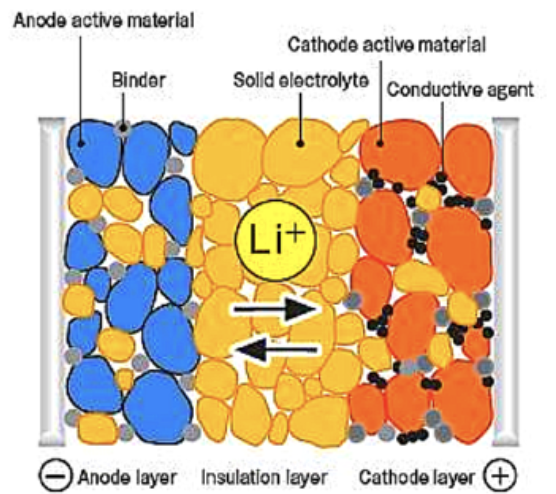 Anode active material
Cathode active material
Binder
Solid electrolyte
Conductive agent
Li+
− Anode layer
Insulation layer
Cathode layer +